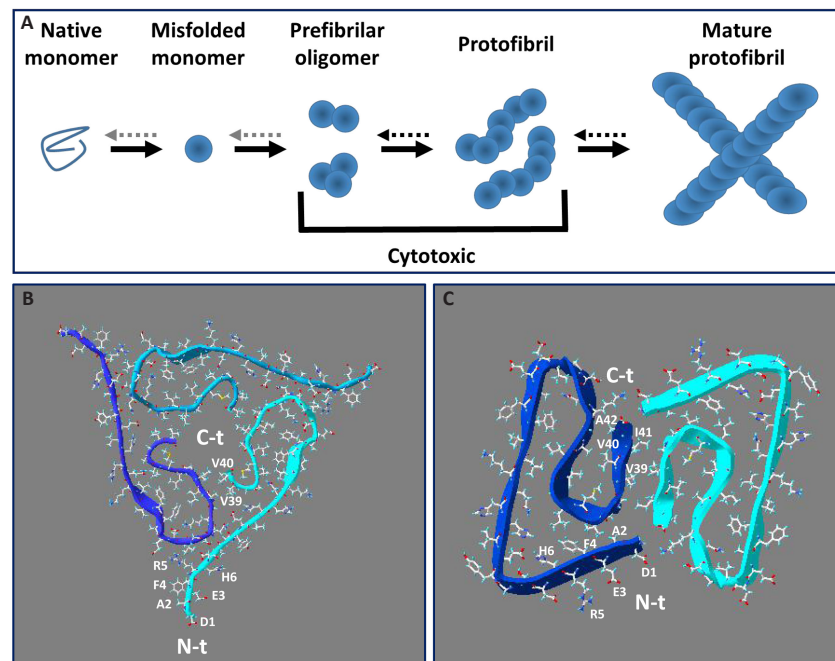 A
Native monomer
Misfolded monomer
Prefibrilar oligomer
Protofibril
Mature protofibril
Cytotoxic
B
C-t
V40
V39
R5
H6
F4
E3
A2
D1
N-t
C
C-t
A42
I41
V40
V39
A2
F4
H6
D1
E3
N-t
R5